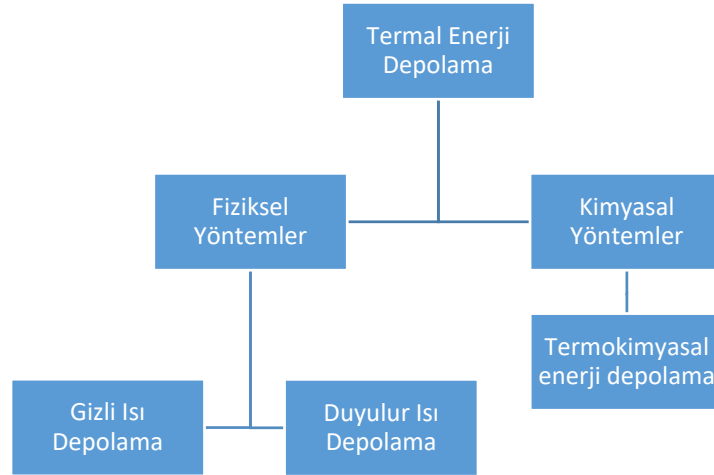 Termal Enerji
Depolama
Fiziksel
Yöntemler
Kimyasal
Yöntemler
Termokimyasal
enerji depolama
Gizli Isı
Depolama
Duyulur Isı
Depolama